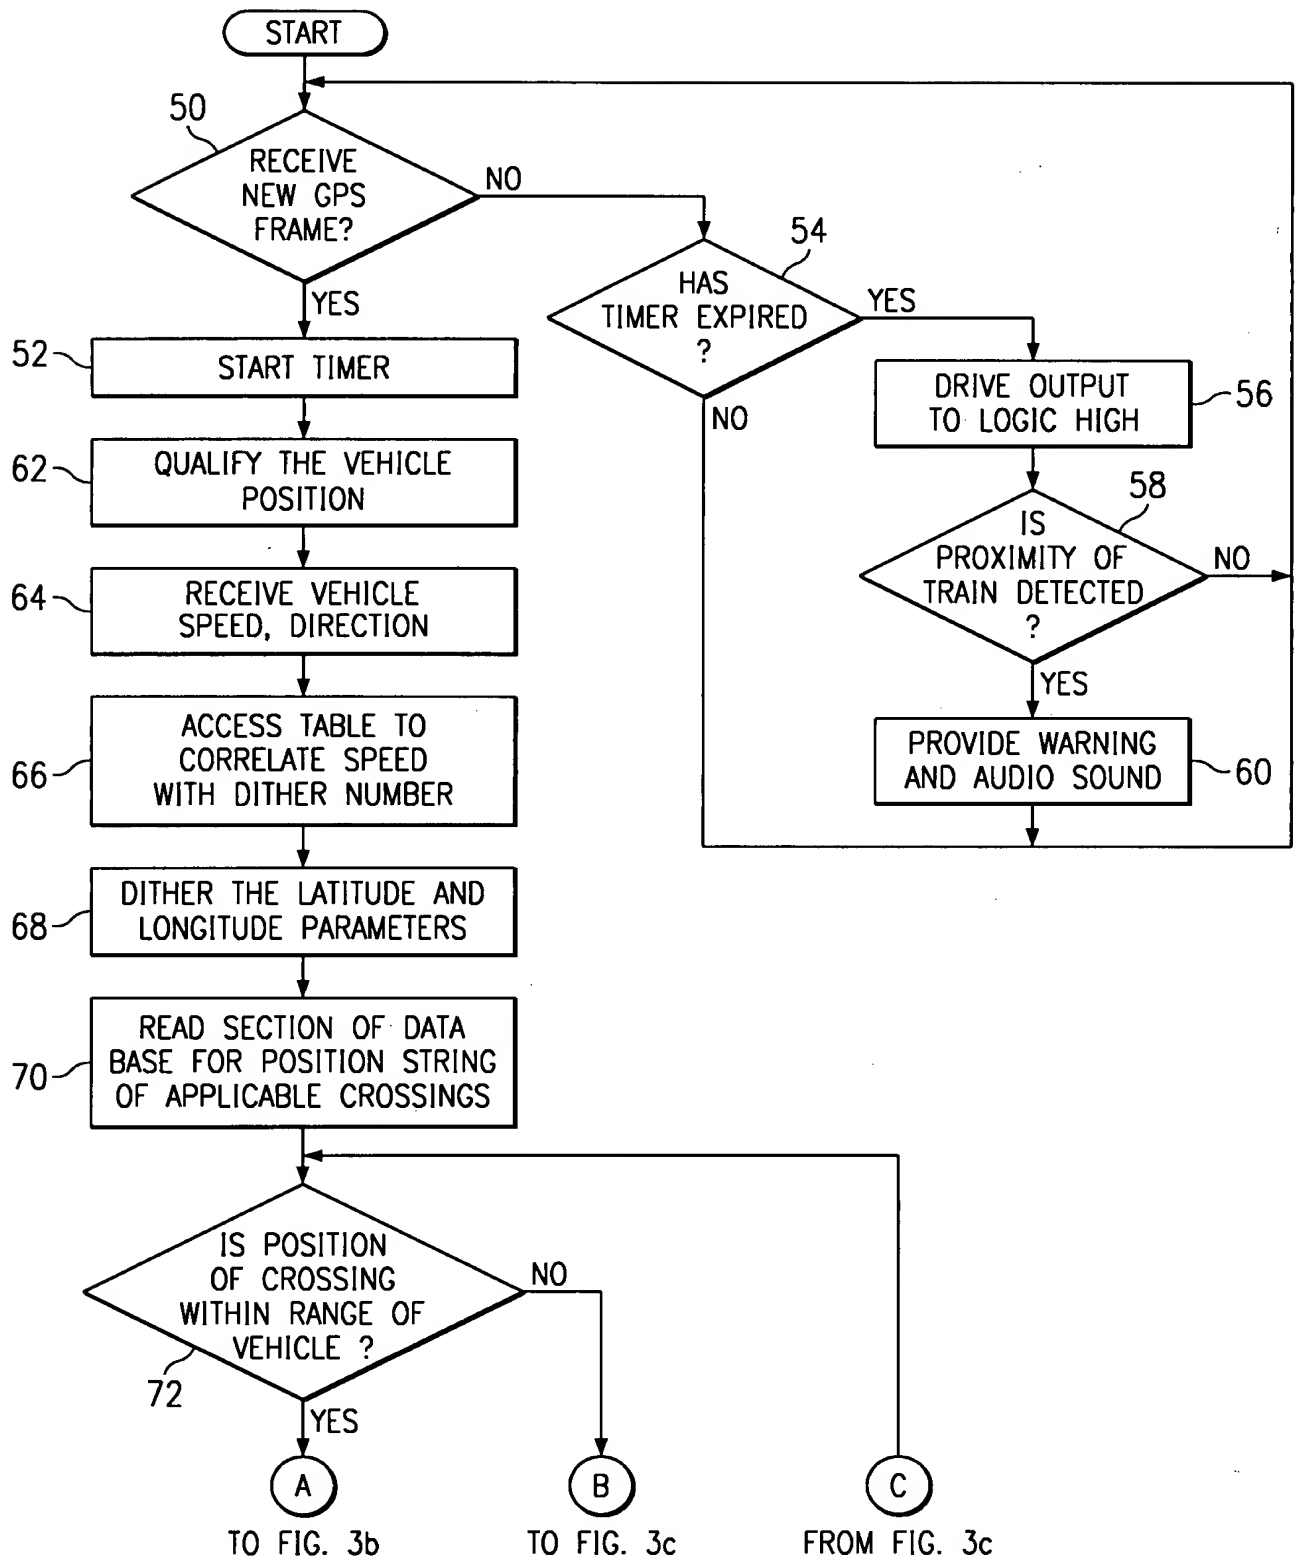 START
50
RECEIVE
NEW GPS
FRAME?
NO
YES
54
HAS
TIMER EXPIRED
?
YES
NO
52
START TIMER
DRIVE OUTPUT
TO LOGIC HIGH
56
62
QUALIFY THE VEHICLE
POSITION
58
IS
PROXIMITY OF
TRAIN DETECTED
?
NO
YES
64
RECEIVE VEHICLE
SPEED, DIRECTION
66
ACCESS TABLE TO
CORRELATE SPEED
WITH DITHER NUMBER
PROVIDE WARNING
AND AUDIO SOUND
60
68
DITHER THE LATITUDE AND
LONGITUDE PARAMETERS
70
READ SECTION OF DATA
BASE FOR POSITION STRING
OF APPLICABLE CROSSINGS
IS POSITION
OF CROSSING
WITHIN RANGE OF
VEHICLE ?
72
NO
YES
A
TO FIG. 3b
B
TO FIG. 3c
C
FROM FIG. 3c